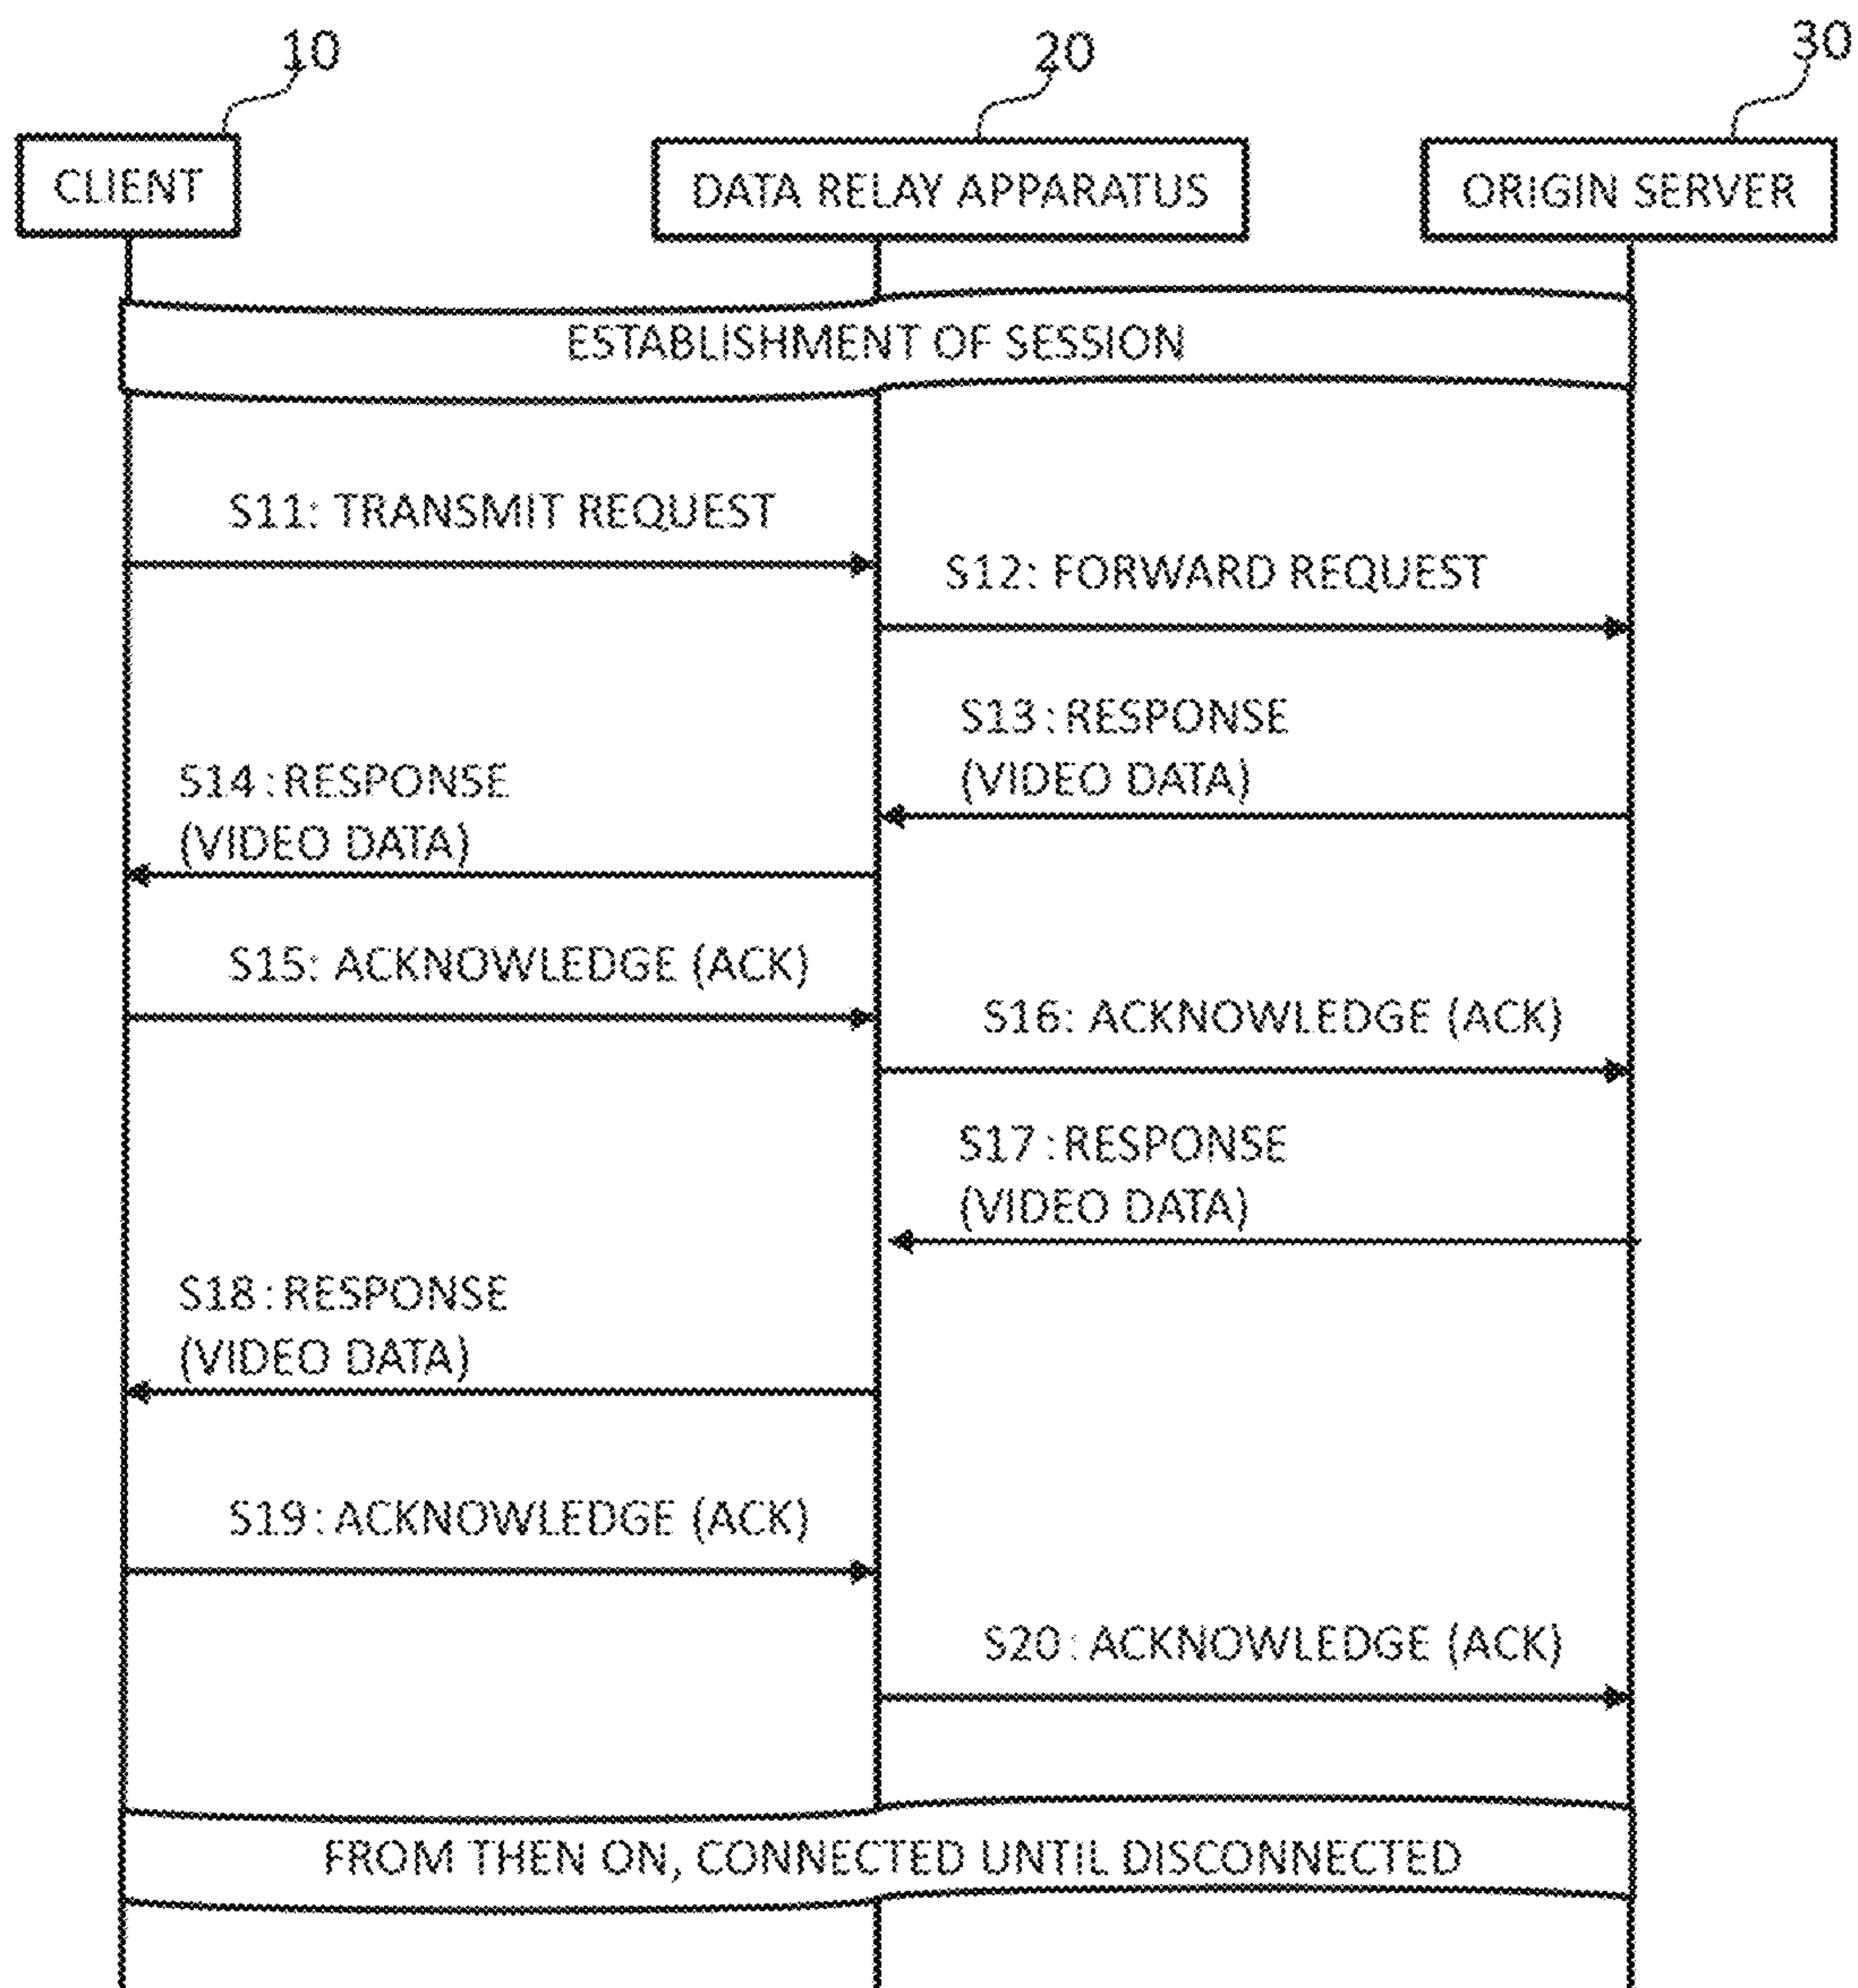 10
20
30
CLIENT
DATA RELAY APPARATUS
ORIGIN SERVER
ESTABLISHMENT OF SESSION
S11: TRANSMIT REQUEST
S12: FORWARD REQUEST
S13 : RESPONSE
(VIDEO DATA)
S14 : RESPONSE
(VIDEO DATA)
S15: ACKNOWLEDGE (ACK)
S16: ACKNOWLEDGE (ACK)
S17 : RESPONSE
(VIDEO DATA)
S18 : RESPONSE
(VIDEO DATA)
S19 : ACKNOWLEDGE (ACK)
S20 : ACKNOWLEDGE (ACK)
FROM THEN ON, CONNECTED UNTIL DISCONNECTED